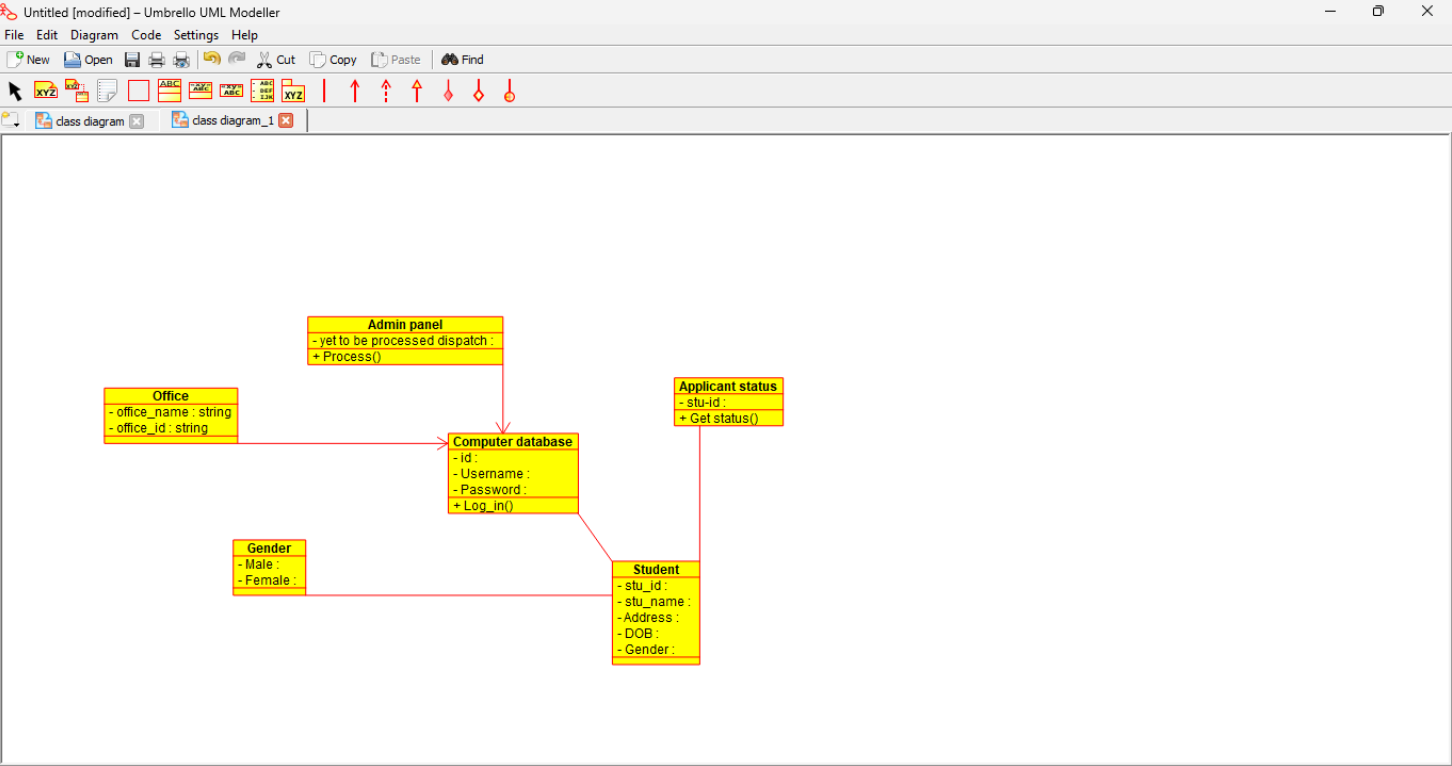 Untitled [modified] – Umbrello UML Modeller
File Edit Diagram Code Settings Help
New Open Cut Copy Paste Find
XYZ XYZ ABC "xy" ABC "xy" ABC - ABC - DEF - IJK XYZ
class diagram class diagram_1
Admin panel
- yet to be processed dispatch :
+ Process()
Office
- office_name : string
- office_id : string
Applicant status
- stu-id :
+ Get status()
Computer database
- id :
- Username :
- Password :
+ Log_in()
Gender
- Male :
- Female :
Student
- stu_id :
- stu_name :
- Address :
- DOB :
- Gender :